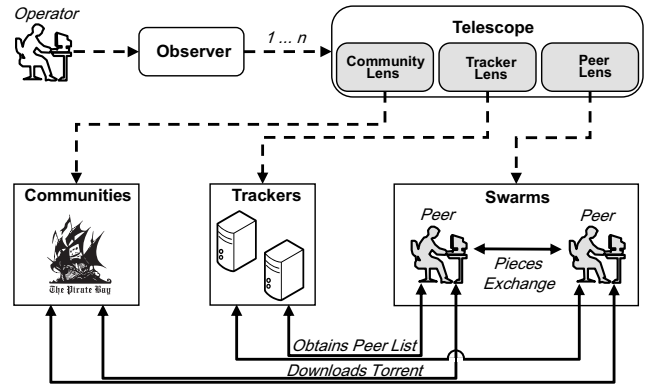 Operator
Observer
1 ... n
Telescope
Community
Lens
Tracker
Lens
Peer
Lens
Communities
Trackers
Swarms
The Pirate Bay
Peer
Peer
Pieces
Exchange
Obtains Peer List
Downloads Torrent